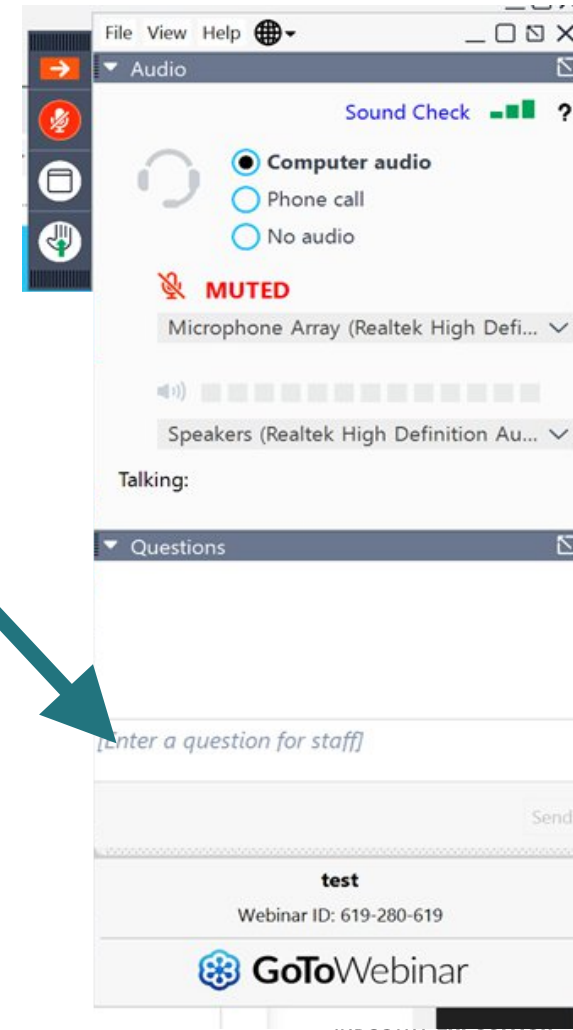 File View Help
Audio
Sound Check ?
Computer audio
Phone call
No audio
MUTED
Microphone Array (Realtek High Defi...
Speakers (Realtek High Definition Au...
Talking:
Questions
[Enter a question for staff]
Send
test
Webinar ID: 619-280-619
GoToWebinar